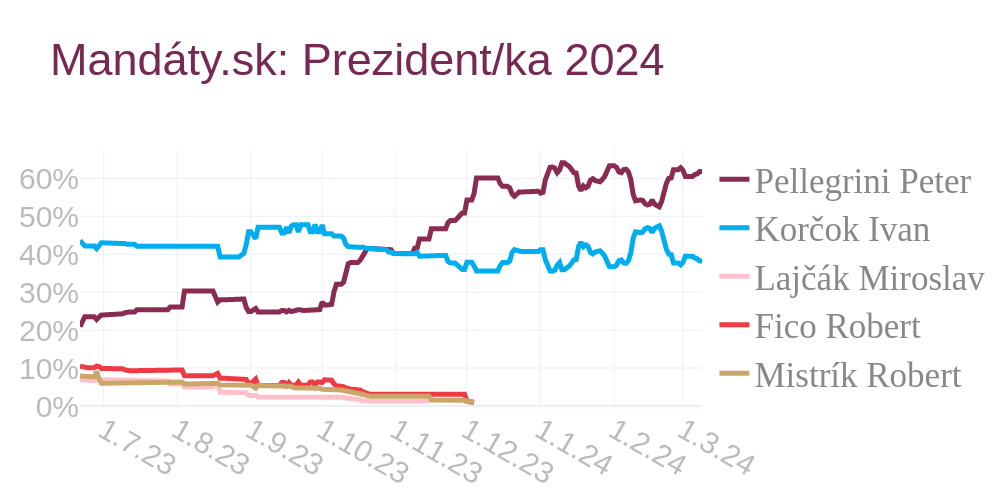 Mandáty.sk: Prezident/ka 2024
60%
50%
40%
30%
20%
10%
0%
1.7.23
1.8.23
1.9.23
1.10.23
1.11.23
1.12.23
1.1.24
1.2.24
1.3.24
Pellegrini Peter
Korčok Ivan
Lajčák Miroslav
Fico Robert
Mistrík Robert